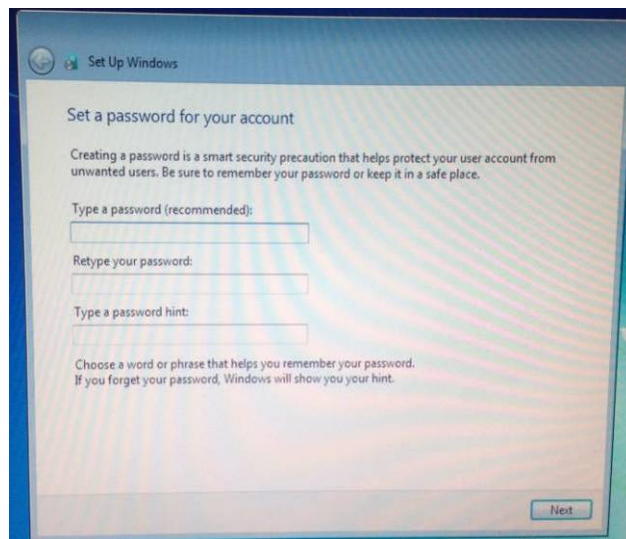 Set Up Windows
Set a password for your account
Creating a password is a smart security precaution that helps protect your user account from
unwanted users. Be sure to remember your password or keep it in a safe place.
Type a password (recommended):
Retype your password:
Type a password hint:
Choose a word or phrase that helps you remember your password.
If you forget your password, Windows will show you your hint.
Next